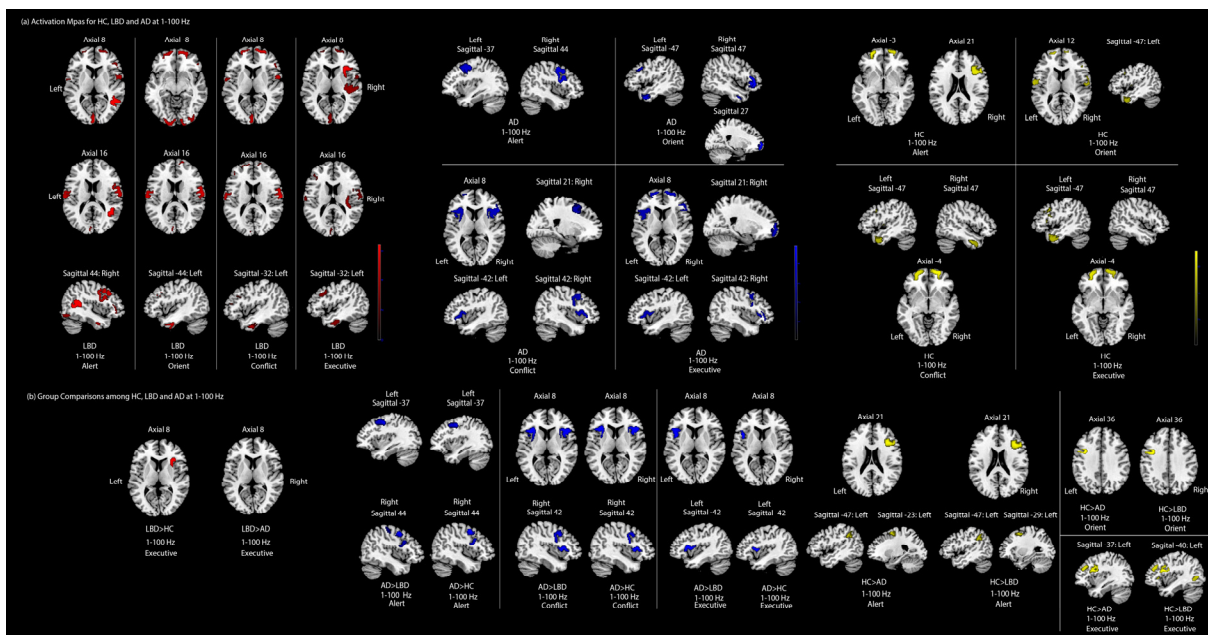 (a) Activation Mpas for HC, LBD and AD at 1-100 Hz
Axial 8
Axial 8
Axial 8
Axial 8
Left
Right
Axial 16
Axial 16
Axial 16
Axial 16
Left
Right
Sagittal 44: Right
Sagittal -44: Left
Sagittal -32: Left
Sagittal -32: Left
LBD
1-100 Hz
Alert
LBD
1-100 Hz
Orient
LBD
1-100 Hz
Conflict
LBD
1-100 Hz
Executive
Left
Sagittal -37
Right
Sagittal 44
AD
1-100 Hz
Alert
Left
Sagittal -47
Right
Sagittal 47
Sagittal 27
AD
1-100 Hz
Orient
Axial 8
Sagittal 21: Right
Left
Right
Sagittal -42: Left
Sagittal 42: Right
AD
1-100 Hz
Conflict
Axial 8
Sagittal 21: Right
Left
Right
Sagittal -42: Left
Sagittal 42: Right
AD
1-100 Hz
Executive
Axial -3
Axial 21
Left
Right
HC
1-100 Hz
Alert
Axial 12
Sagittal -47: Left
Left
Right
HC
1-100 Hz
Orient
Left
Sagittal -47
Right
Sagittal 47
Axial -4
Left
Right
HC
1-100 Hz
Conflict
Left
Sagittal -47
Right
Sagittal 47
Axial -4
Left
Right
HC
1-100 Hz
Executive
(b) Group Comparisons among HC, LBD and AD at 1-100 Hz
Axial 8
Axial 8
Left
Right
LBD>HC
1-100 Hz
Executive
LBD>AD
1-100 Hz
Executive
Left
Sagittal -37
Left
Sagittal -37
Right
Sagittal 44
Right
Sagittal 44
AD>LBD
1-100 Hz
Alert
AD>HC
1-100 Hz
Alert
Axial 8
Axial 8
Left
Right
Right
Sagittal 42
Right
Sagittal 42
AD>LBD
1-100 Hz
Conflict
AD>HC
1-100 Hz
Conflict
Axial 8
Axial 8
Left
Right
Left
Sagittal -42
Left
Sagittal -42
AD>LBD
1-100 Hz
Executive
AD>HC
1-100 Hz
Executive
Axial 21
Axial 21
Left
Right
Sagittal -47: Left
Sagittal -23: Left
Sagittal -47: Left
Sagittal -29: Left
HC>AD
1-100 Hz
Alert
HC>LBD
1-100 Hz
Alert
Axial 36
Axial 36
Left
Right
HC>AD
1-100 Hz
Orient
HC>LBD
1-100 Hz
Orient
Sagittal -37: Left
Sagittal -40: Left
HC>AD
1-100 Hz
Executive
HC>LBD
1-100 Hz
Executive